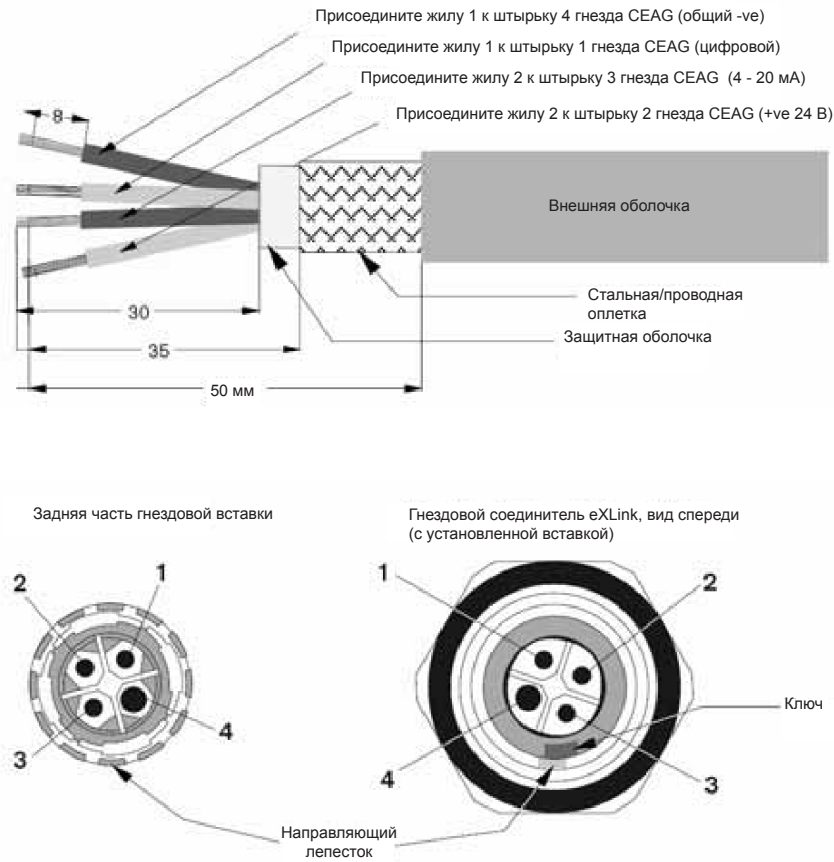 Присоедините жилу 1 к штырьку 4 гнезда CEAG (общий -ve)
Присоедините жилу 1 к штырьку 1 гнезда CEAG (цифровой)
Присоедините жилу 2 к штырьку 3 гнезда CEAG (4 - 20 мА)
Присоедините жилу 2 к штырьку 2 гнезда CEAG (+ve 24 В)
8
Внешняя оболочка
30
Стальная/проводная
оплетка
Защитная оболочка
35
50 мм
Задняя часть гнездовой вставки
Гнездовой соединитель eXLink, вид спереди
(с установленной вставкой)
2
1
3
4
1
2
4
3
Ключ
Направляющий
лепесток